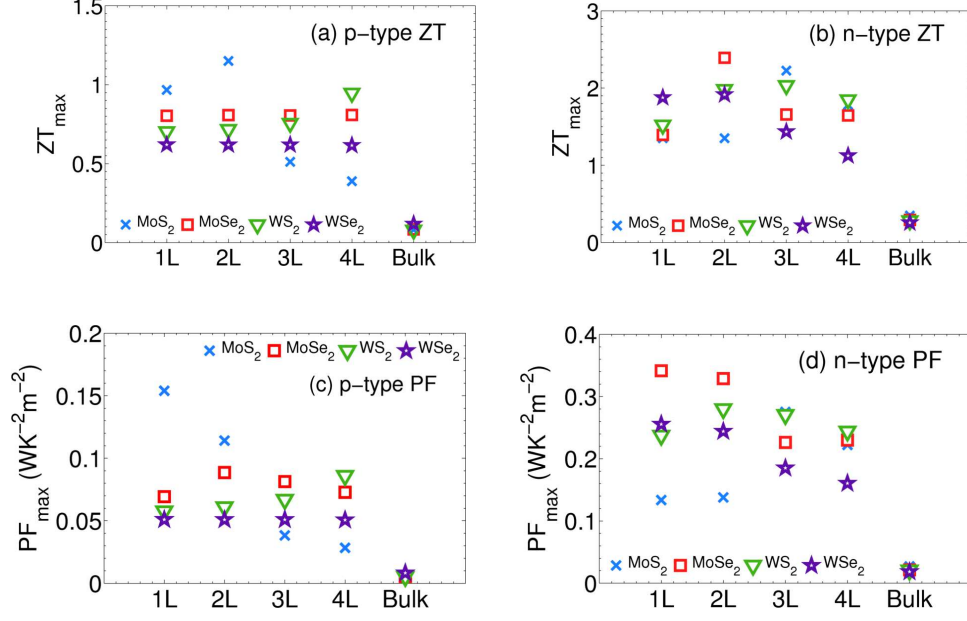 (a) p−type ZT
ZT_max
1.5
1
0.5
0
MoS₂ MoSe₂ WS₂ WSe₂
1L 2L 3L 4L Bulk
(b) n−type ZT
ZT_max
3
2
1
0
MoS₂ MoSe₂ WS₂ WSe₂
1L 2L 3L 4L Bulk
MoS₂ MoSe₂ WS₂ WSe₂
(c) p−type PF
PF_max (WK⁻²m⁻²)
0.2
0.15
0.1
0.05
0
1L 2L 3L 4L Bulk
(d) n−type PF
PF_max (WK⁻²m⁻²)
0.4
0.3
0.2
0.1
0
MoS₂ MoSe₂ WS₂ WSe₂
1L 2L 3L 4L Bulk